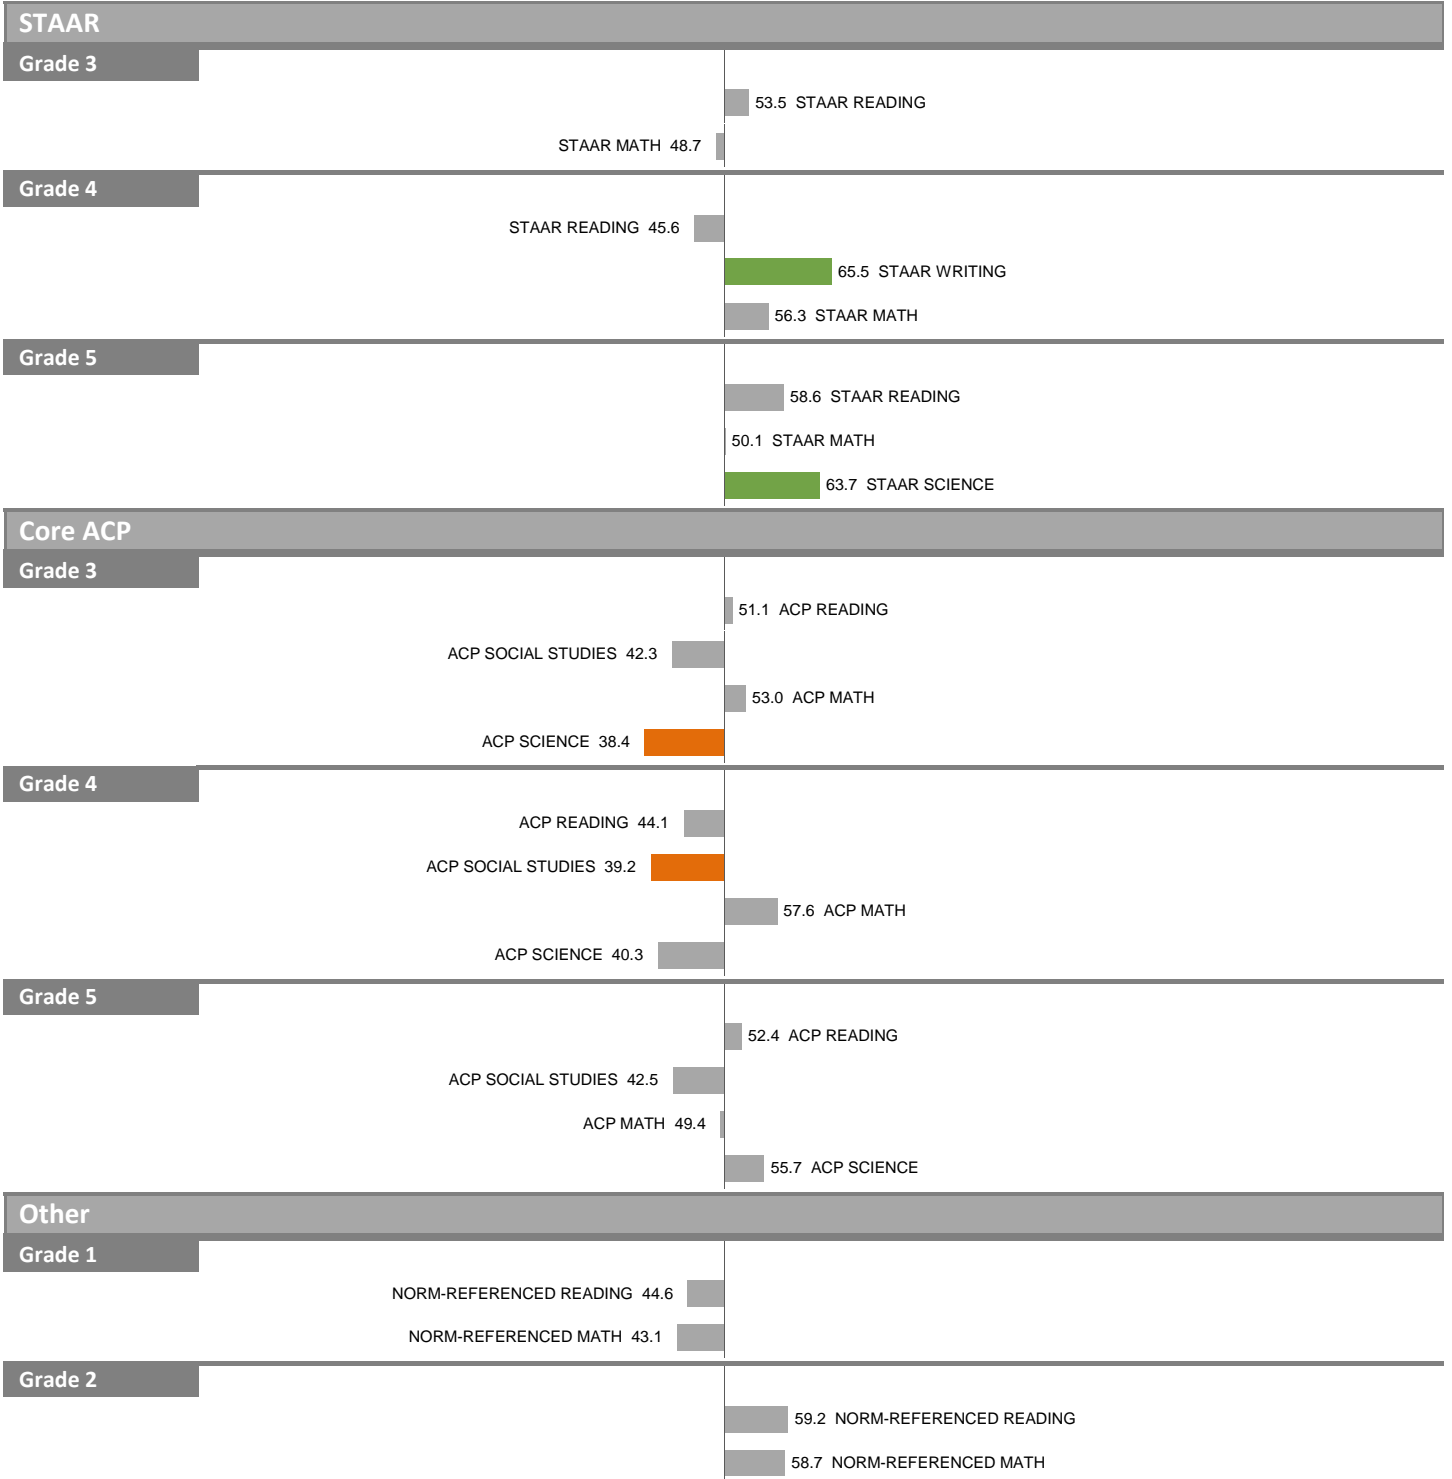 STAAR
Grade 3
53.5 STAAR READING
STAAR MATH 48.7
Grade 4
STAAR READING 45.6
65.5 STAAR WRITING
56.3 STAAR MATH
Grade 5
58.6 STAAR READING
50.1 STAAR MATH
63.7 STAAR SCIENCE
Core ACP
Grade 3
51.1 ACP READING
ACP SOCIAL STUDIES 42.3
53.0 ACP MATH
ACP SCIENCE 38.4
Grade 4
ACP READING 44.1
ACP SOCIAL STUDIES 39.2
57.6 ACP MATH
ACP SCIENCE 40.3
Grade 5
52.4 ACP READING
ACP SOCIAL STUDIES 42.5
ACP MATH 49.4
55.7 ACP SCIENCE
Other
Grade 1
NORM-REFERENCED READING 44.6
NORM-REFERENCED MATH 43.1
Grade 2
59.2 NORM-REFERENCED READING
58.7 NORM-REFERENCED MATH